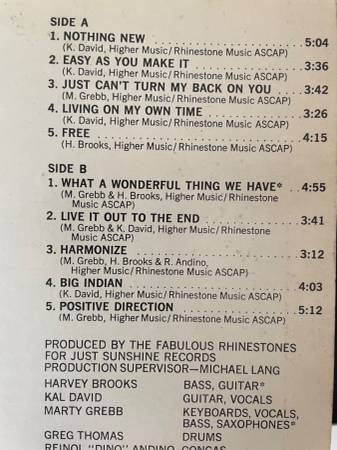 SIDE A
1. NOTHING NEW 5:04
(K. David, Higher Music/Rhinestone Music ASCAP)
2. EASY AS YOU MAKE IT 3:36
(K. David, Higher Music/Rhinestone Music ASCAP)
3. JUST CAN'T TURN MY BACK ON YOU 3:42
(M. Grebb, Higher Music/Rhinestone Music ASCAP)
4. LIVING ON MY OWN TIME 3:26
(K. David, Higher Music/Rhinestone Music ASCAP)
5. FREE 4:15
(H. Brooks, Higher Music/Rhinestone Music ASCAP)
SIDE B
1. WHAT A WONDERFUL THING WE HAVE* 4:55
(M. Grebb & H. Brooks, Higher Music/Rhinestone
Music ASCAP)
2. LIVE IT OUT TO THE END 3:41
(M. Grebb & K. David, Higher Music/Rhinestone
Music ASCAP)
3. HARMONIZE 3:12
(M. Grebb, H. Brooks & R. Andino,
Higher Music/Rhinestone Music ASCAP)
4. BIG INDIAN 4:03
(K. David, Higher Music/Rhinestone Music ASCAP)
5. POSITIVE DIRECTION 5:12
(M. Grebb, Higher Music/Rhinestone Music ASCAP)
PRODUCED BY THE FABULOUS RHINESTONES
FOR JUST SUNSHINE RECORDS
PRODUCTION SUPERVISOR—MICHAEL LANG
HARVEY BROOKS BASS, GUITAR*
KAL DAVID GUITAR, VOCALS
MARTY GREBB KEYBOARDS, VOCALS,
BASS, SAXOPHONES*
GREG THOMAS DRUMS
REINOL "DINO" ANDINO CONGAS